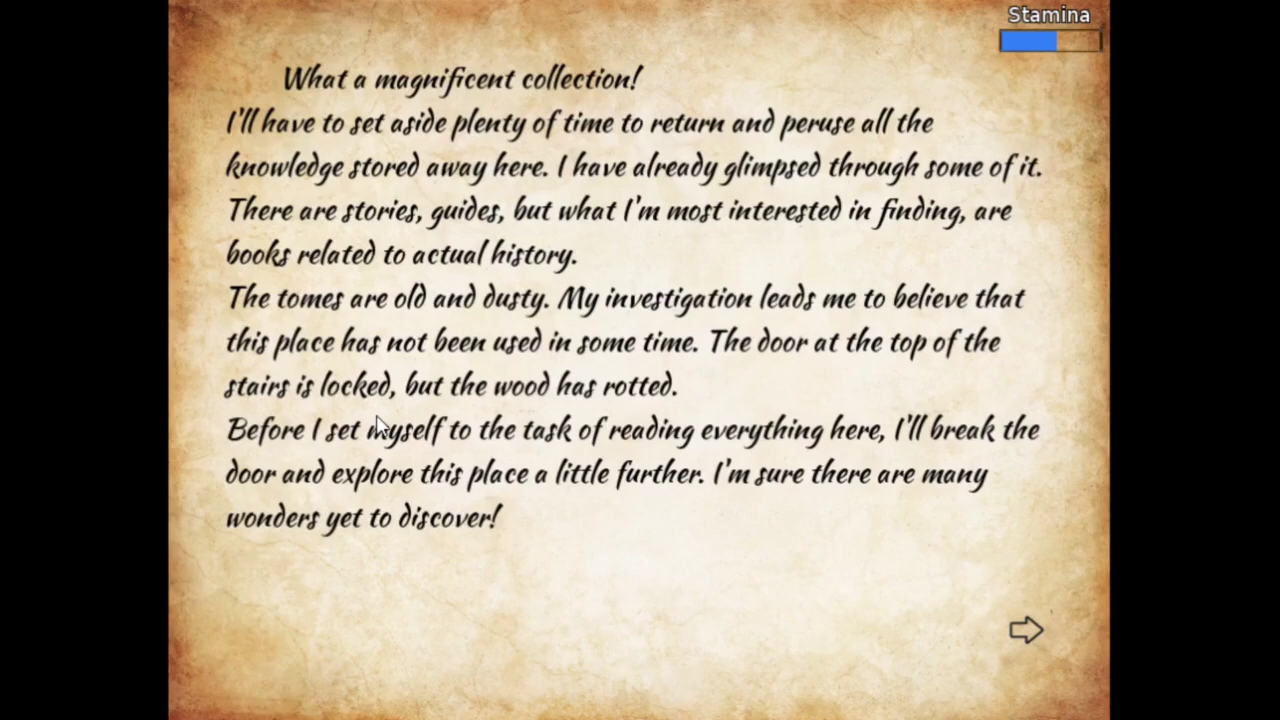 Stamina
What a magnificent collection!
I'll have to set aside plenty of time to return and peruse all the
knowledge stored away here. I have already glimpsed through some of it.
There are stories, guides, but what I'm most interested in finding, are
books related to actual history.
The tomes are old and dusty. My investigation leads me to believe that
this place has not been used in some time. The door at the top of the
stairs is locked, but the wood has rotted.
Before I set myself to the task of reading everything here, I'll break the
door and explore this place a little further. I'm sure there are many
wonders yet to discover!